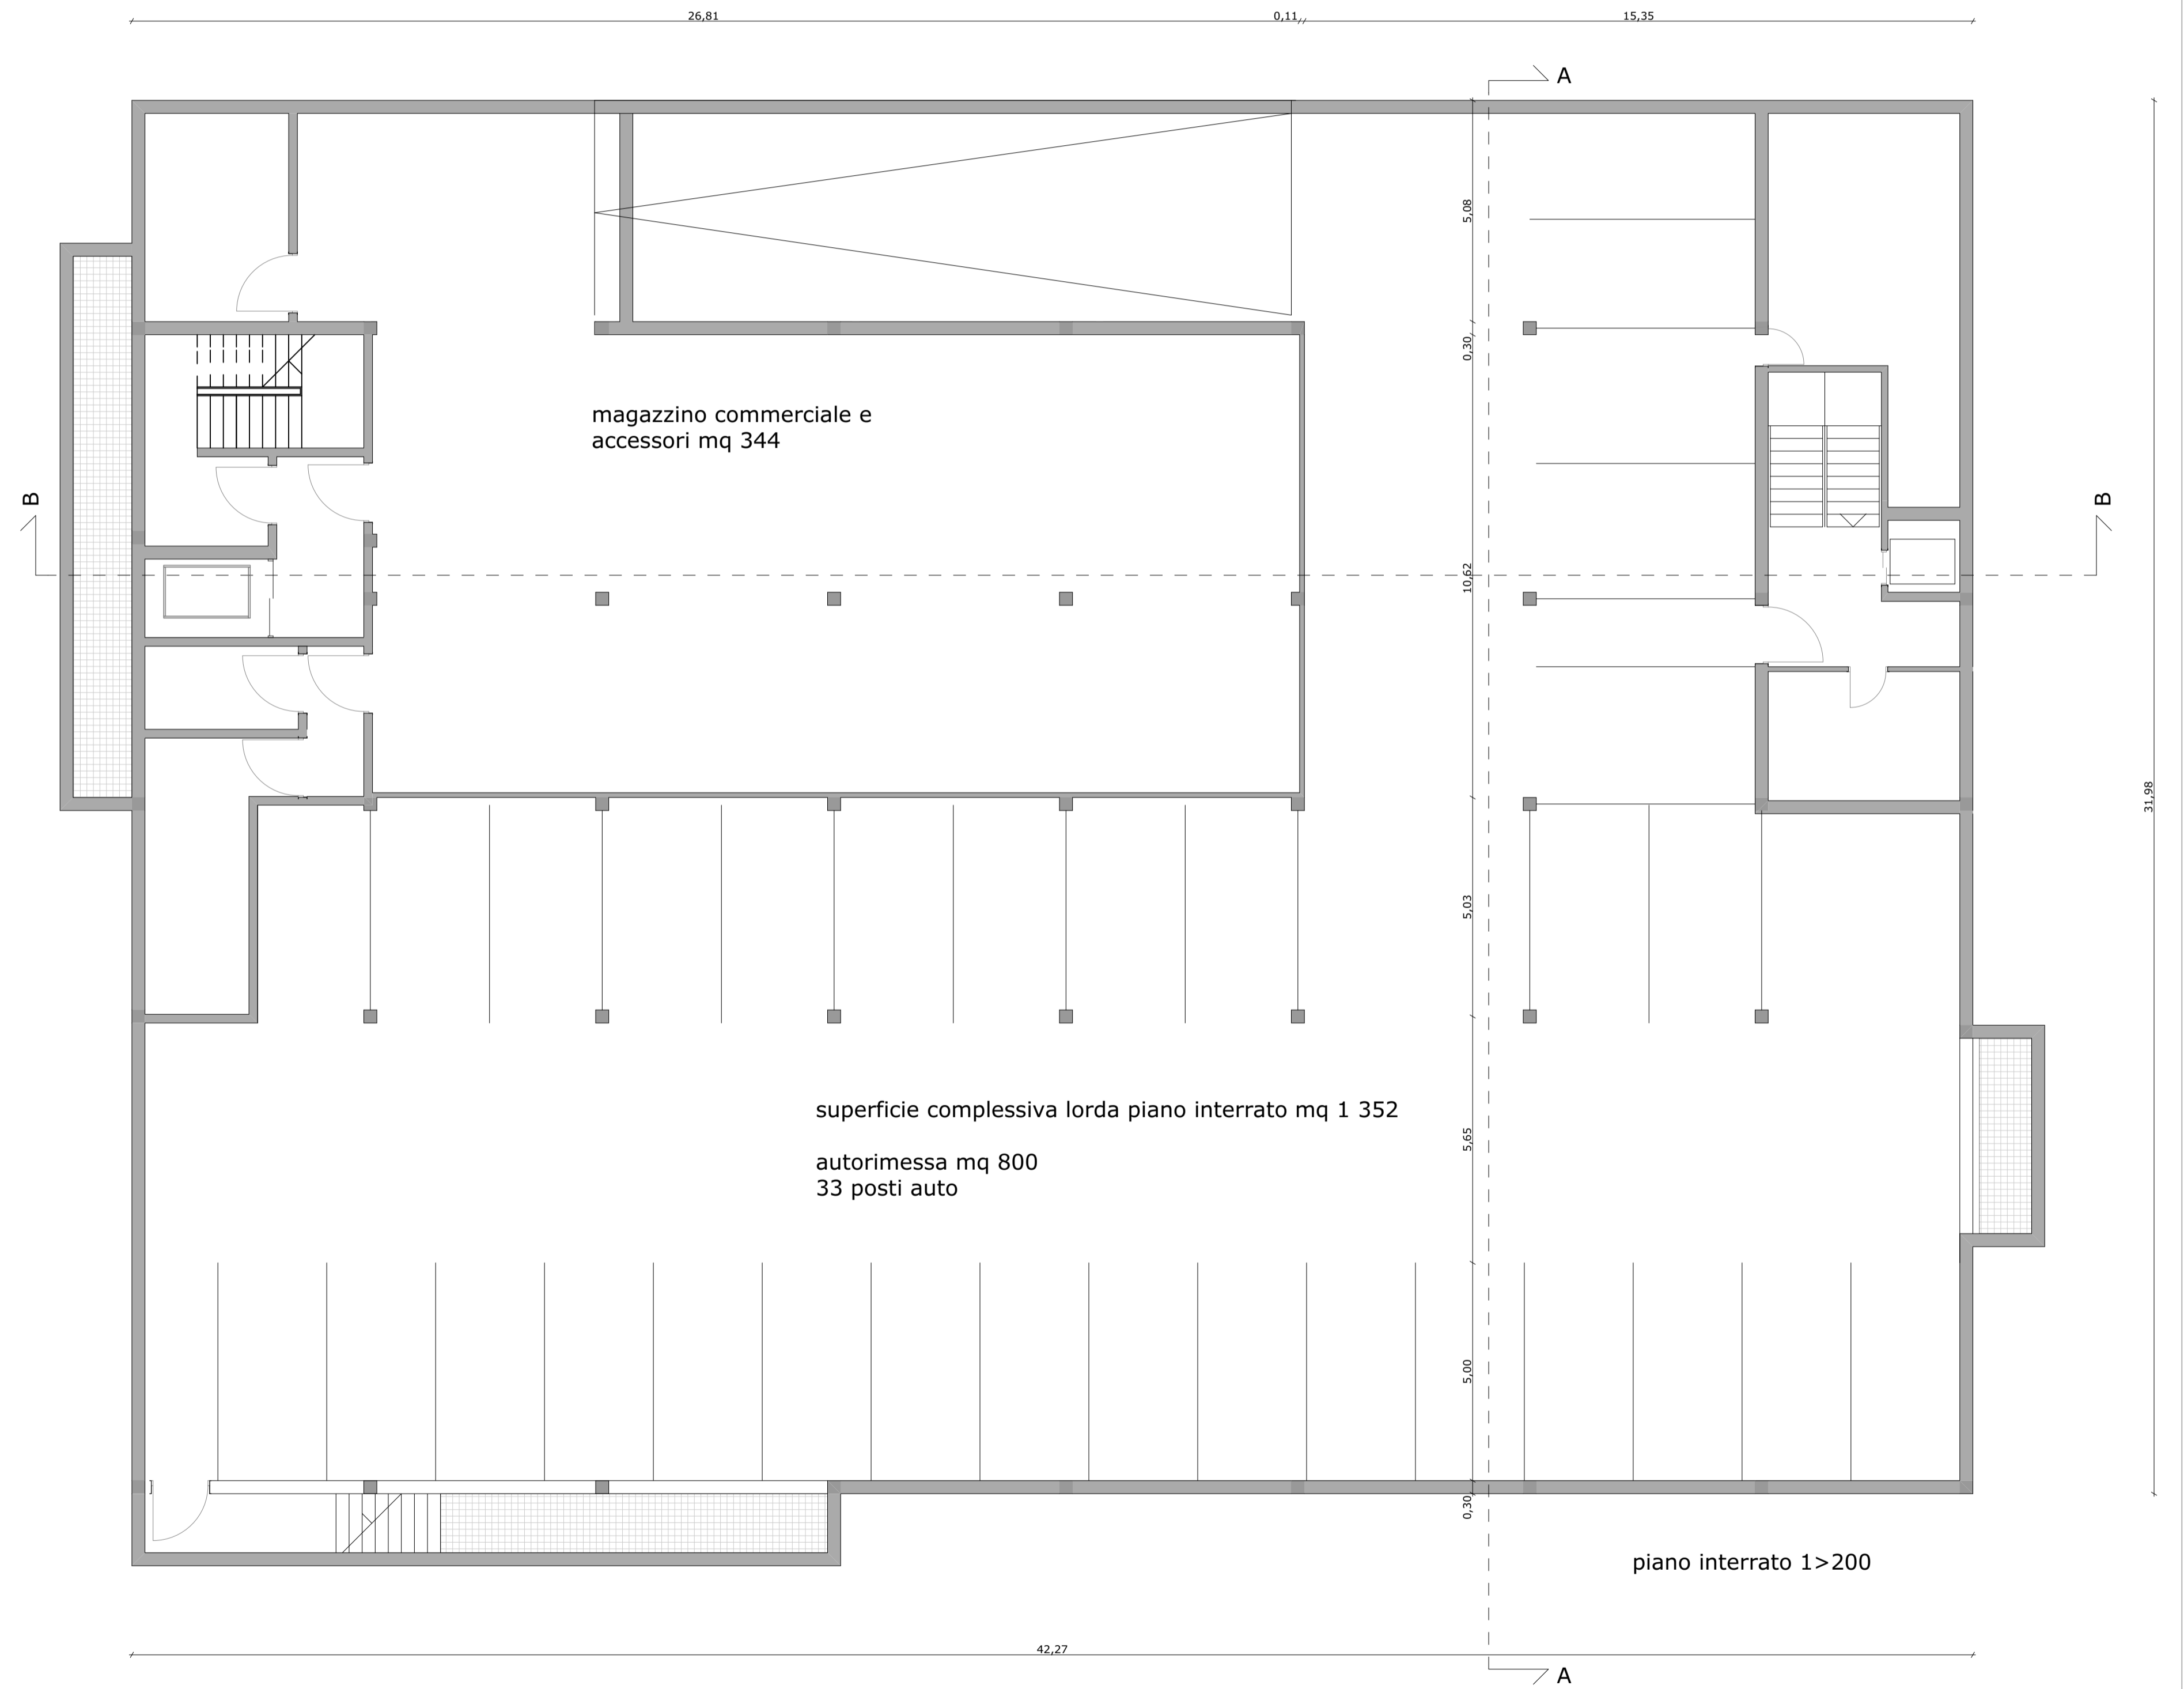 26,81
0,11
15,35
A
5,08
0,30
magazzino commerciale e
accessori mq 344
B
B
10,62
31,98
5,03
superficie complessiva lorda piano interrato mq 1 352
autorimessa mq 800
33 posti auto
5,65
5,00
0,30
piano interrato 1>200
42,27
A